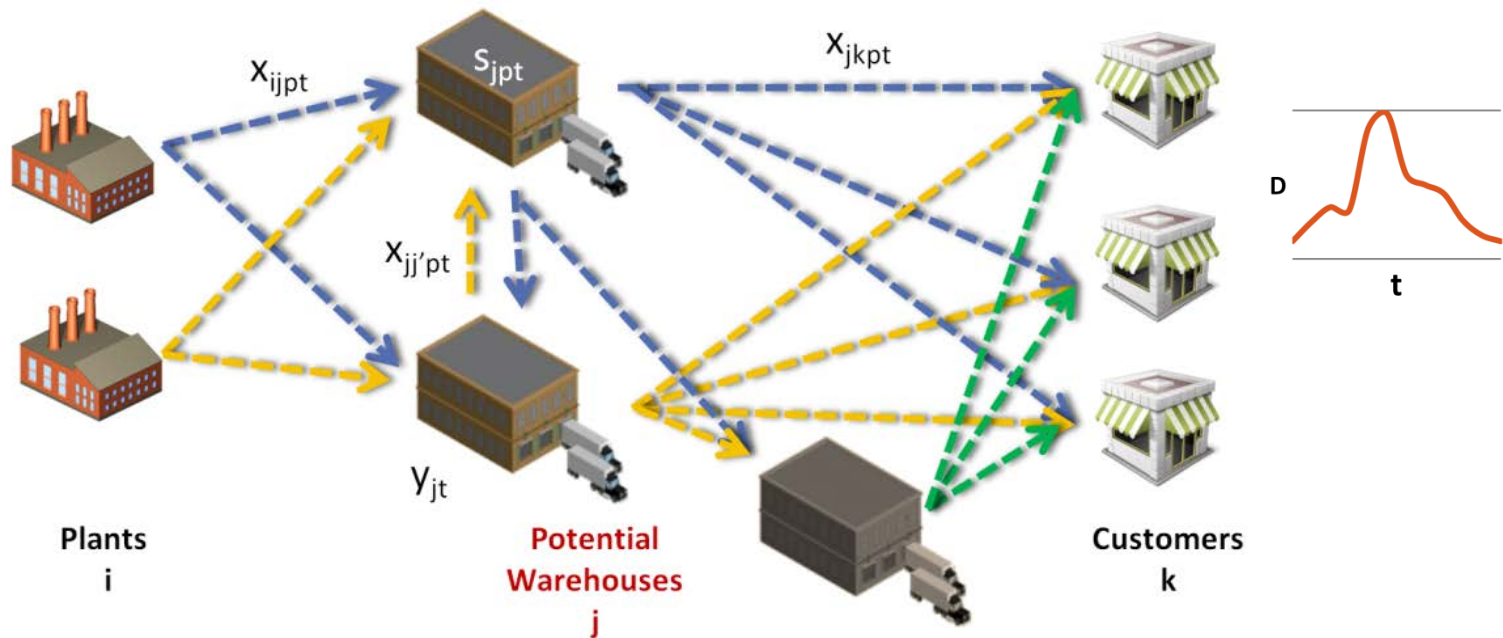 x_ijpt
s_jpt
x_jkpt
D
t
x_jj'pt
y_jt
Plants
i
Potential
Warehouses
j
Customers
k